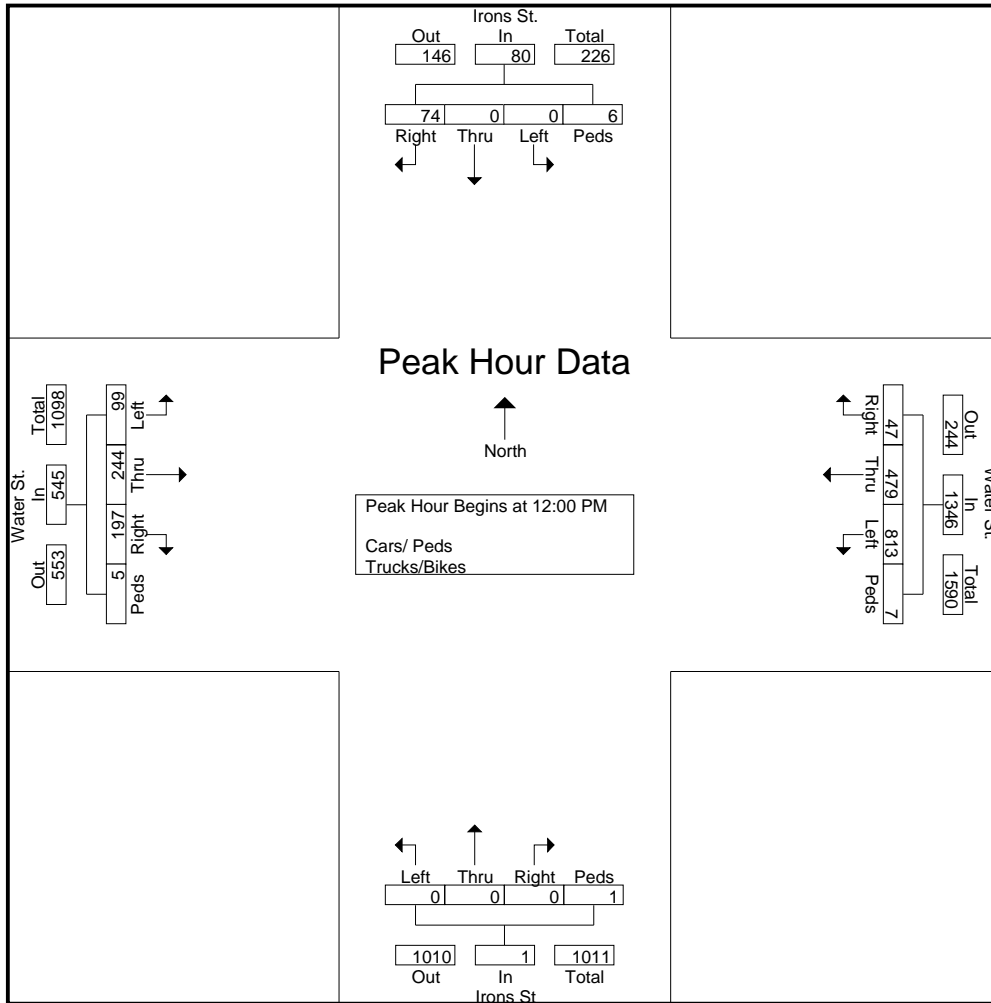 Irons St.
Out In Total
146 80 226
74 0 0 6
Right Thru Left Peds
Peak Hour Data
North
Peak Hour Begins at 12:00 PM
Cars/ Peds
Trucks/Bikes
Water St.
Total In Out
1098 545 553
99 244 197 5
Left Thru Right Peds
Water St.
Out In Total
244 1346 1590
47 479 813 7
Right Thru Left Peds
Left Thru Right Peds
0 0 0 1
1010 1 1011
Out In Total
Irons St